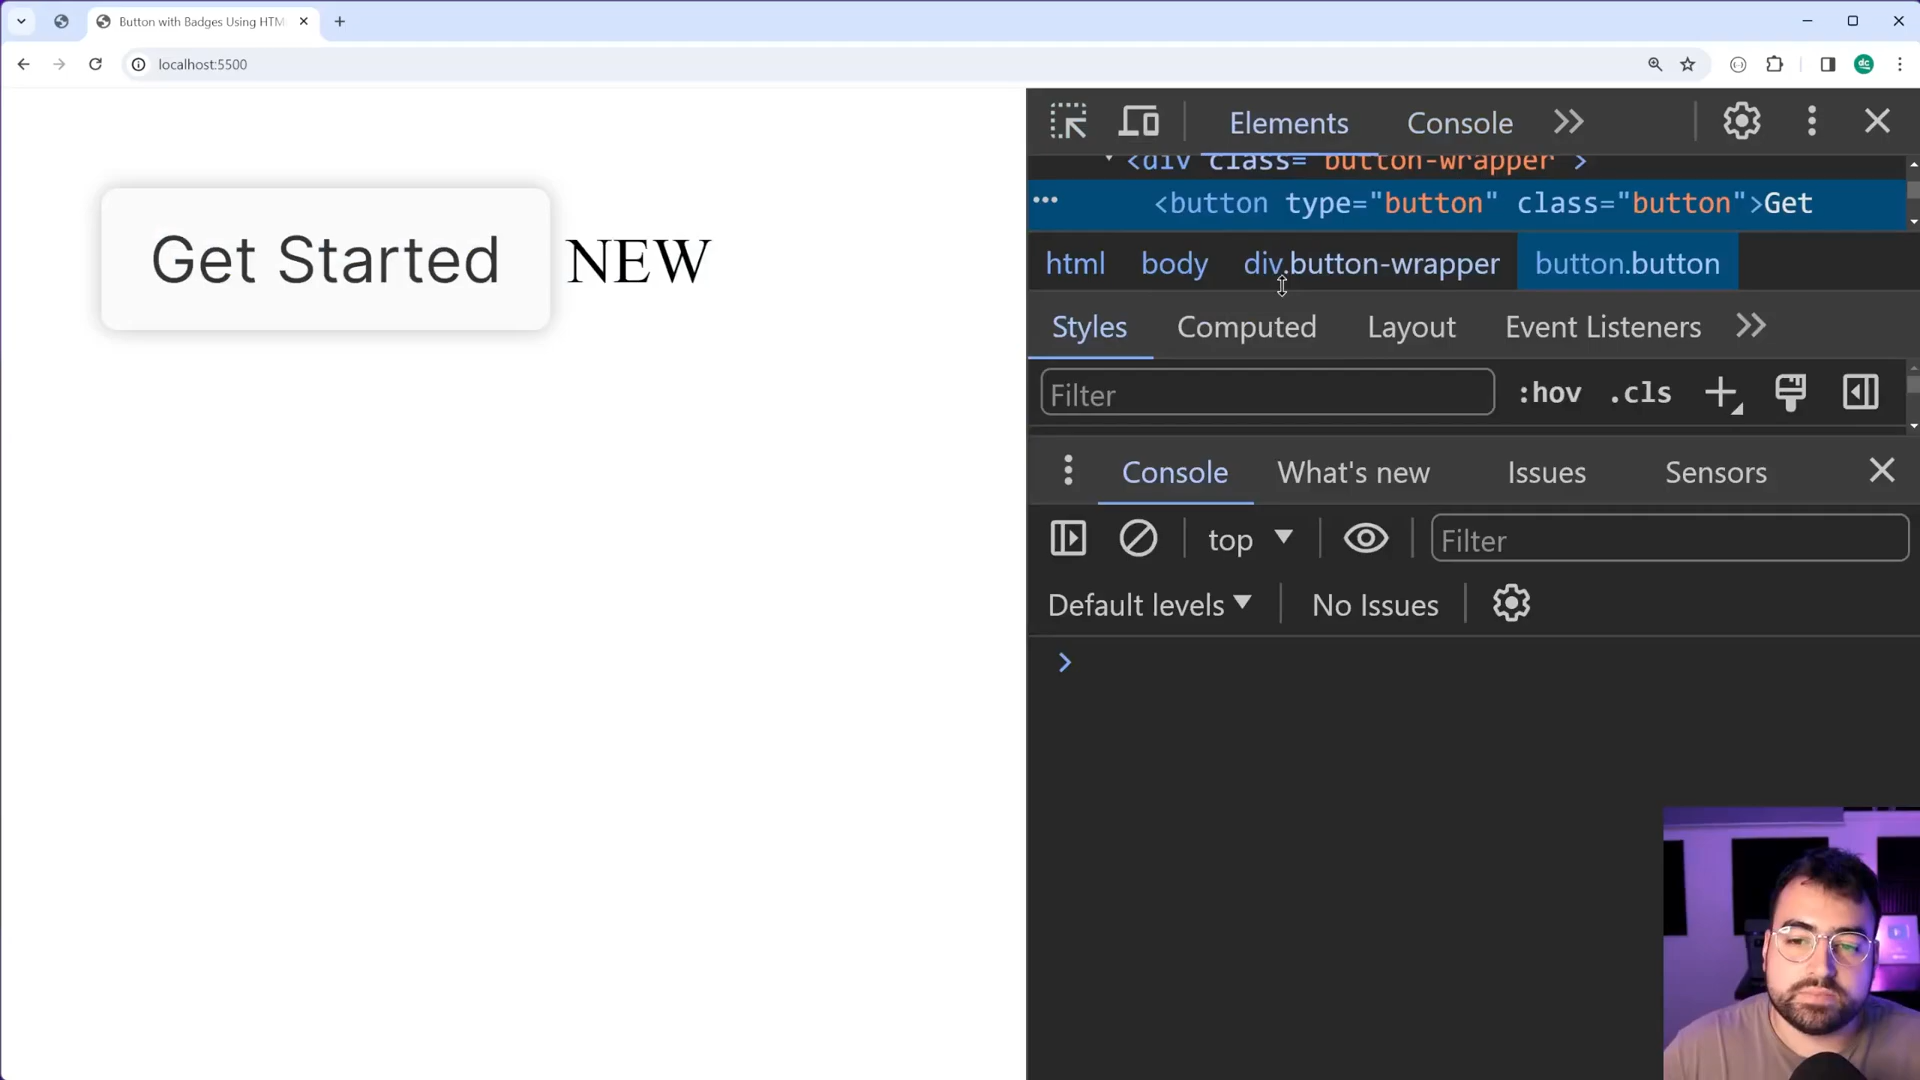 Button with Badges Using HTM
localhost:5500
dc
Get Started NEW
Elements Console
<div class="button-wrapper">
<button type="button" class="button">Get
html body div.button-wrapper button.button
Styles Computed Layout Event Listeners
Filter :hov .cls
Console What's new Issues Sensors
top Filter
Default levels No Issues